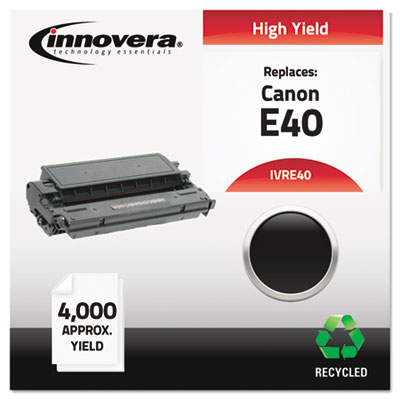 innovera
technology essentials
High Yield
Replaces:
Canon
E40
IVRE40
4,000
APPROX.
YIELD
RECYCLED